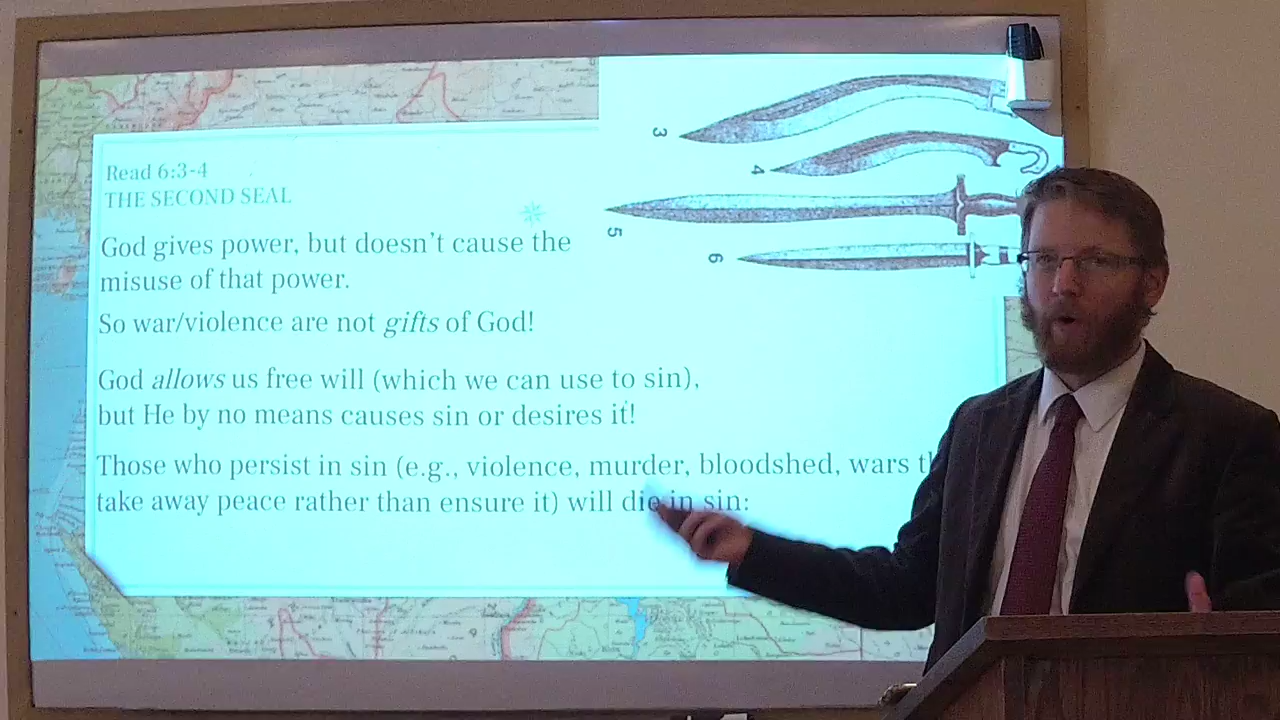 Read 6:3-4
THE SECOND SEAL
God gives power, but doesn't cause the
misuse of that power.
So war/violence are not gifts of God!
God allows us free will (which we can use to sin),
but He by no means causes sin or desires it!
Those who persist in sin (e.g., violence, murder, bloodshed, wars
take away peace rather than ensure it) will die in sin:
3
4
5
6